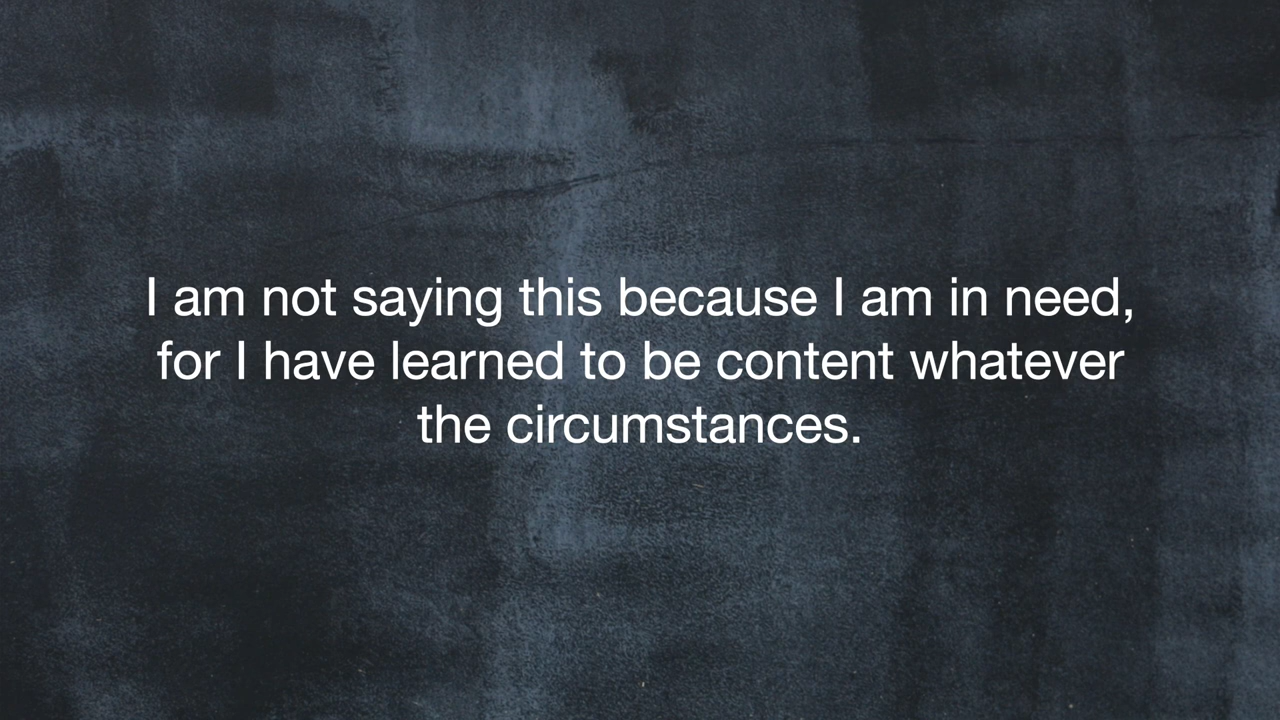 I am not saying this because I am in need,
for I have learned to be content whatever
the circumstances.